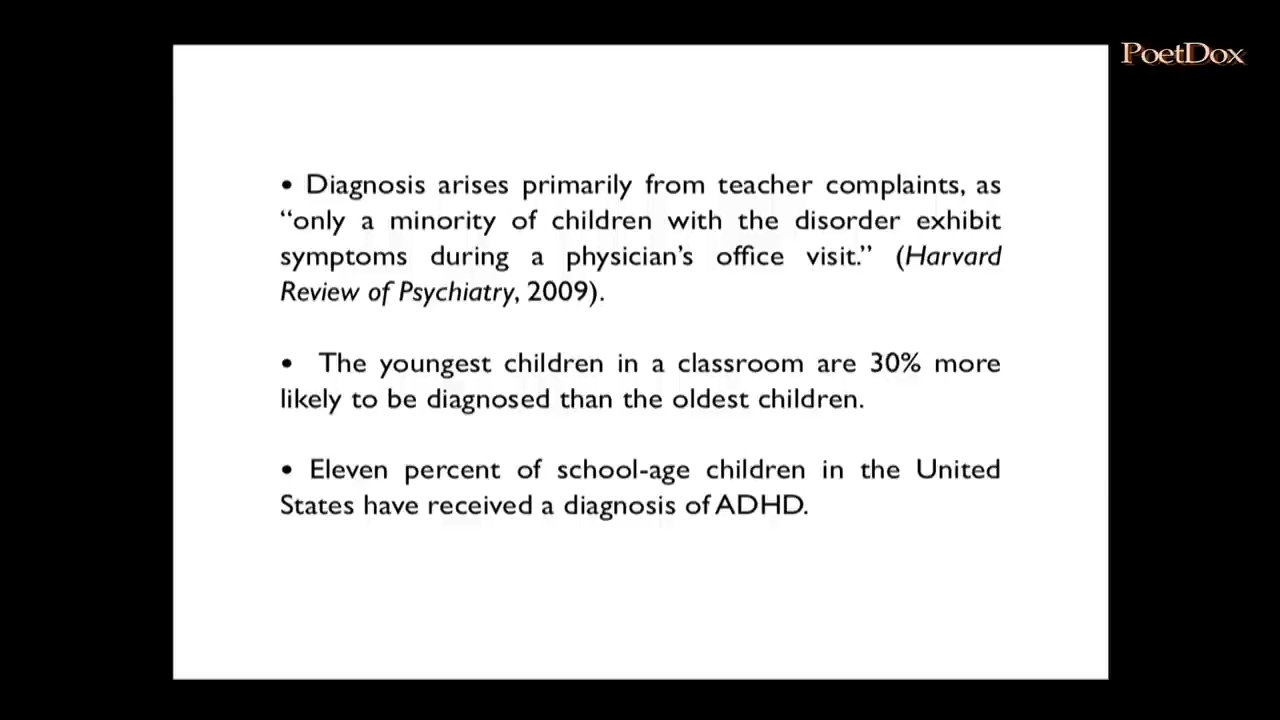 PoetDox
• Diagnosis arises primarily from teacher complaints, as
“only a minority of children with the disorder exhibit
symptoms during a physician’s office visit.” (Harvard
Review of Psychiatry, 2009).
• The youngest children in a classroom are 30% more
likely to be diagnosed than the oldest children.
• Eleven percent of school-age children in the United
States have received a diagnosis of ADHD.